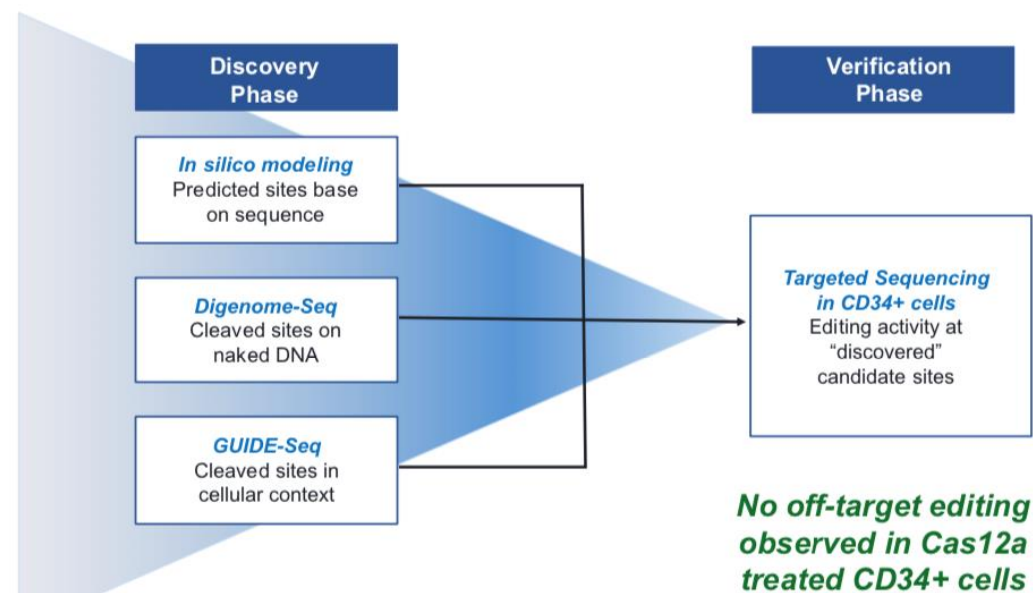 Discovery
Phase
In silico modeling
Predicted sites base
on sequence
Digenome-Seq
Cleaved sites on
naked DNA
GUIDE-Seq
Cleaved sites in
cellular context
Verification
Phase
Targeted Sequencing
in CD34+ cells
Editing activity at
“discovered”
candidate sites
No off-target editing
observed in Cas12a
treated CD34+ cells